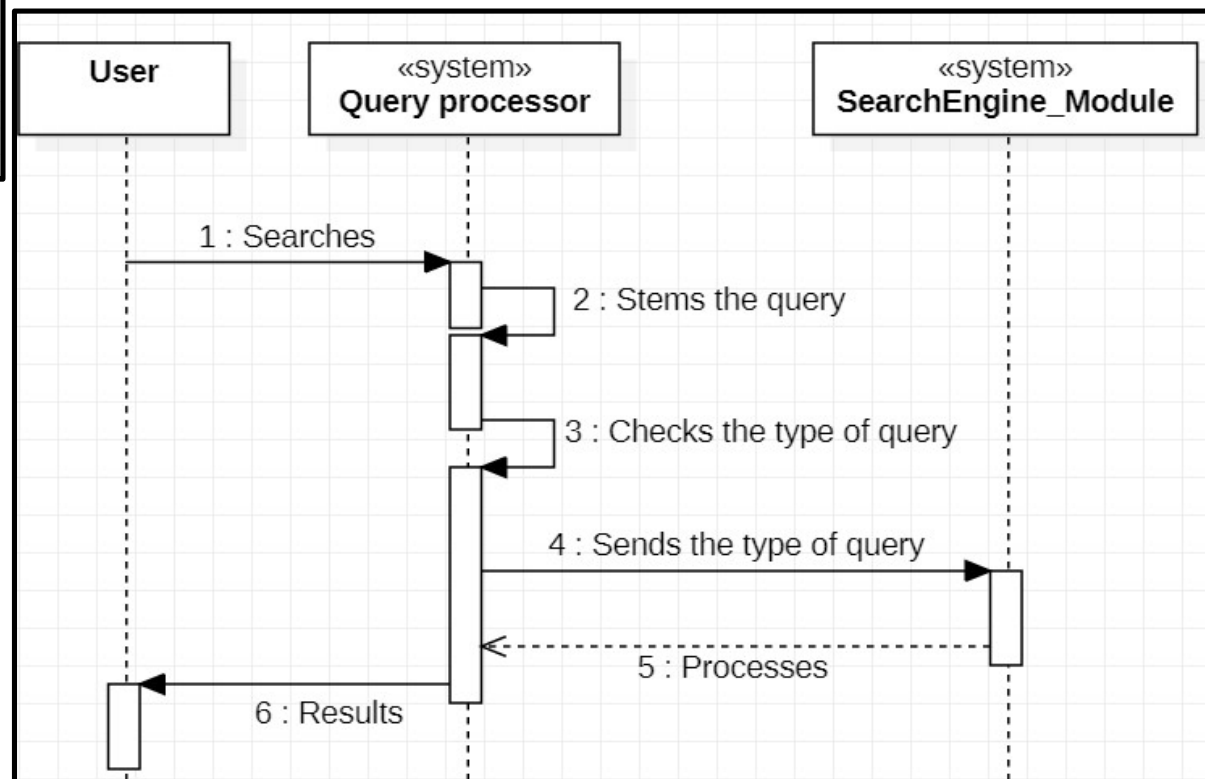 User
«system»
Query processor
«system»
SearchEngine_Module
1 : Searches
2 : Stems the query
3 : Checks the type of query
4 : Sends the type of query
5 : Processes
6 : Results